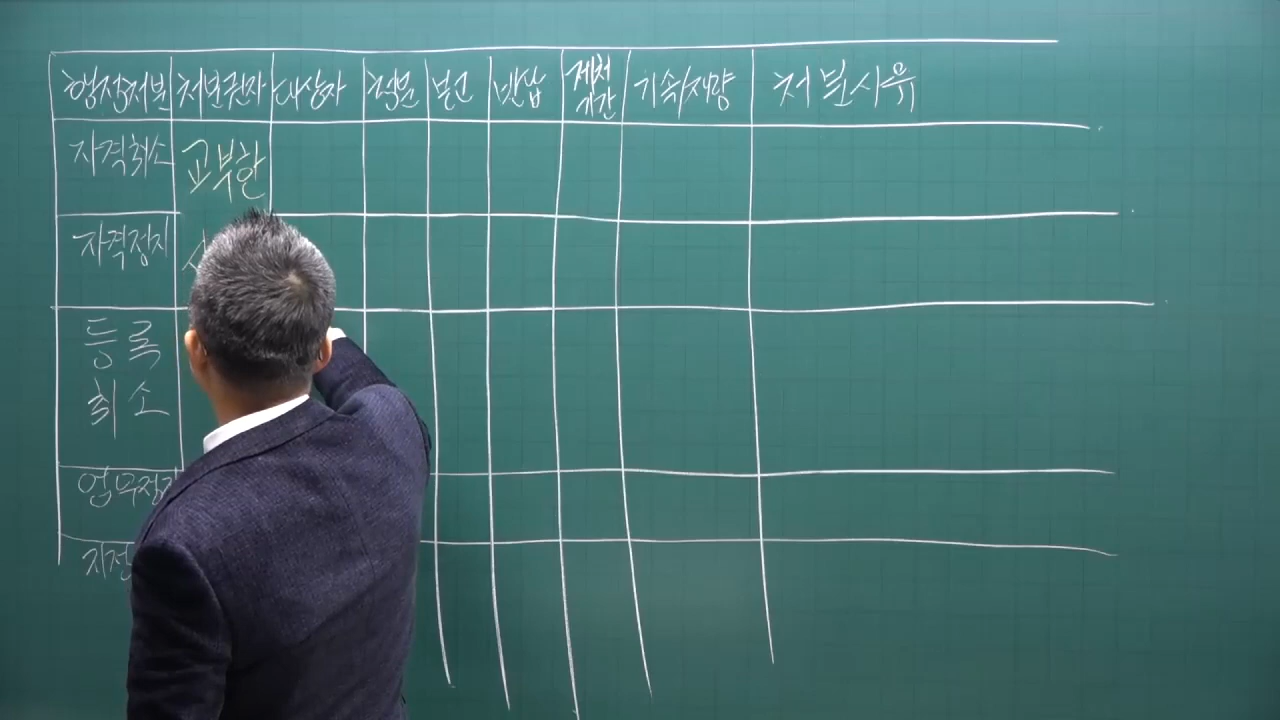 행정처분 처분권자 대상자 청문 보고 반납 제척기간 기속/재량 처분사유
자격취소 교부한
자격정지
등록
취소
업무정지